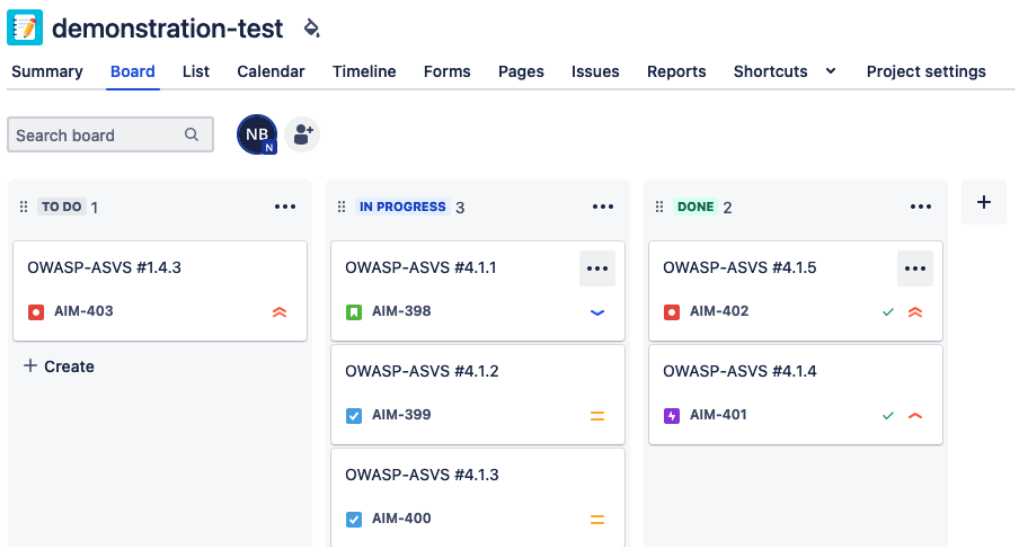 demonstration-test
Summary Board List Calendar Timeline Forms Pages Issues Reports Shortcuts Project settings
Search board NB N
TO DO 1
OWASP-ASVS #1.4.3
AIM-403
+ Create
IN PROGRESS 3
OWASP-ASVS #4.1.1
AIM-398
OWASP-ASVS #4.1.2
AIM-399
OWASP-ASVS #4.1.3
AIM-400
DONE 2
OWASP-ASVS #4.1.5
AIM-402
OWASP-ASVS #4.1.4
AIM-401
+